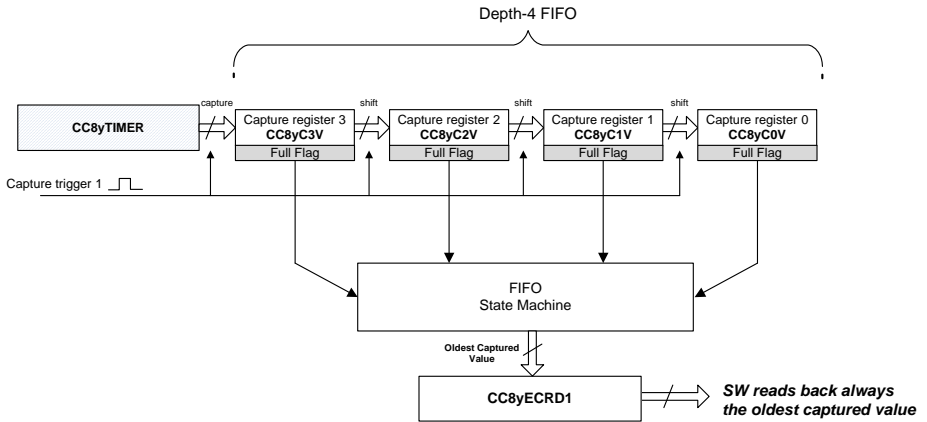 Depth-4 FIFO
capture
shift
shift
shift
CC8yTIMER
Capture register 3
CC8yC3V
Full Flag
Capture register 2
CC8yC2V
Full Flag
Capture register 1
CC8yC1V
Full Flag
Capture register 0
CC8yC0V
Full Flag
Capture trigger 1
FIFO
State Machine
Oldest Captured
Value
CC8yECRD1
SW reads back always
the oldest captured value